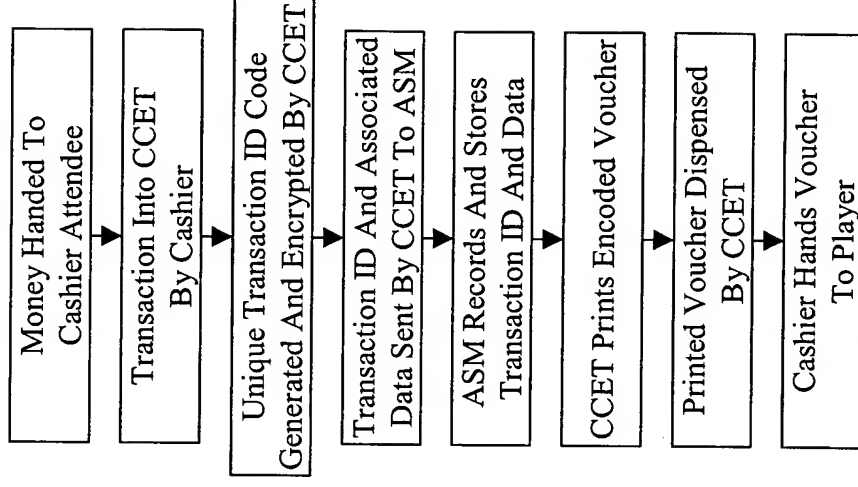 Money Handed To
Cashier Attendee
Transaction Into CCET
By Cashier
Unique Transaction ID Code
Generated And Encrypted By CCET
Transaction ID And Associated
Data Sent By CCET To ASM
ASM Records And Stores
Transaction ID And Data
CCET Prints Encoded Voucher
Printed Voucher Dispensed
By CCET
Cashier Hands Voucher
To Player